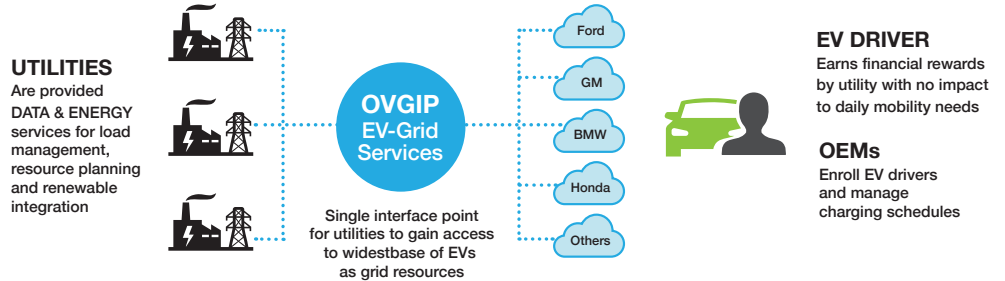 UTILITIES
Are provided
DATA & ENERGY
services for load
management,
resource planning
and renewable
integration
OVGIP
EV-Grid
Services
Single interface point
for utilities to gain access
to widestbase of EVs
as grid resources
Ford
GM
BMW
Honda
Others
EV DRIVER
Earns financial rewards
by utility with no impact
to daily mobility needs
OEMs
Enroll EV drivers
and manage
charging schedules